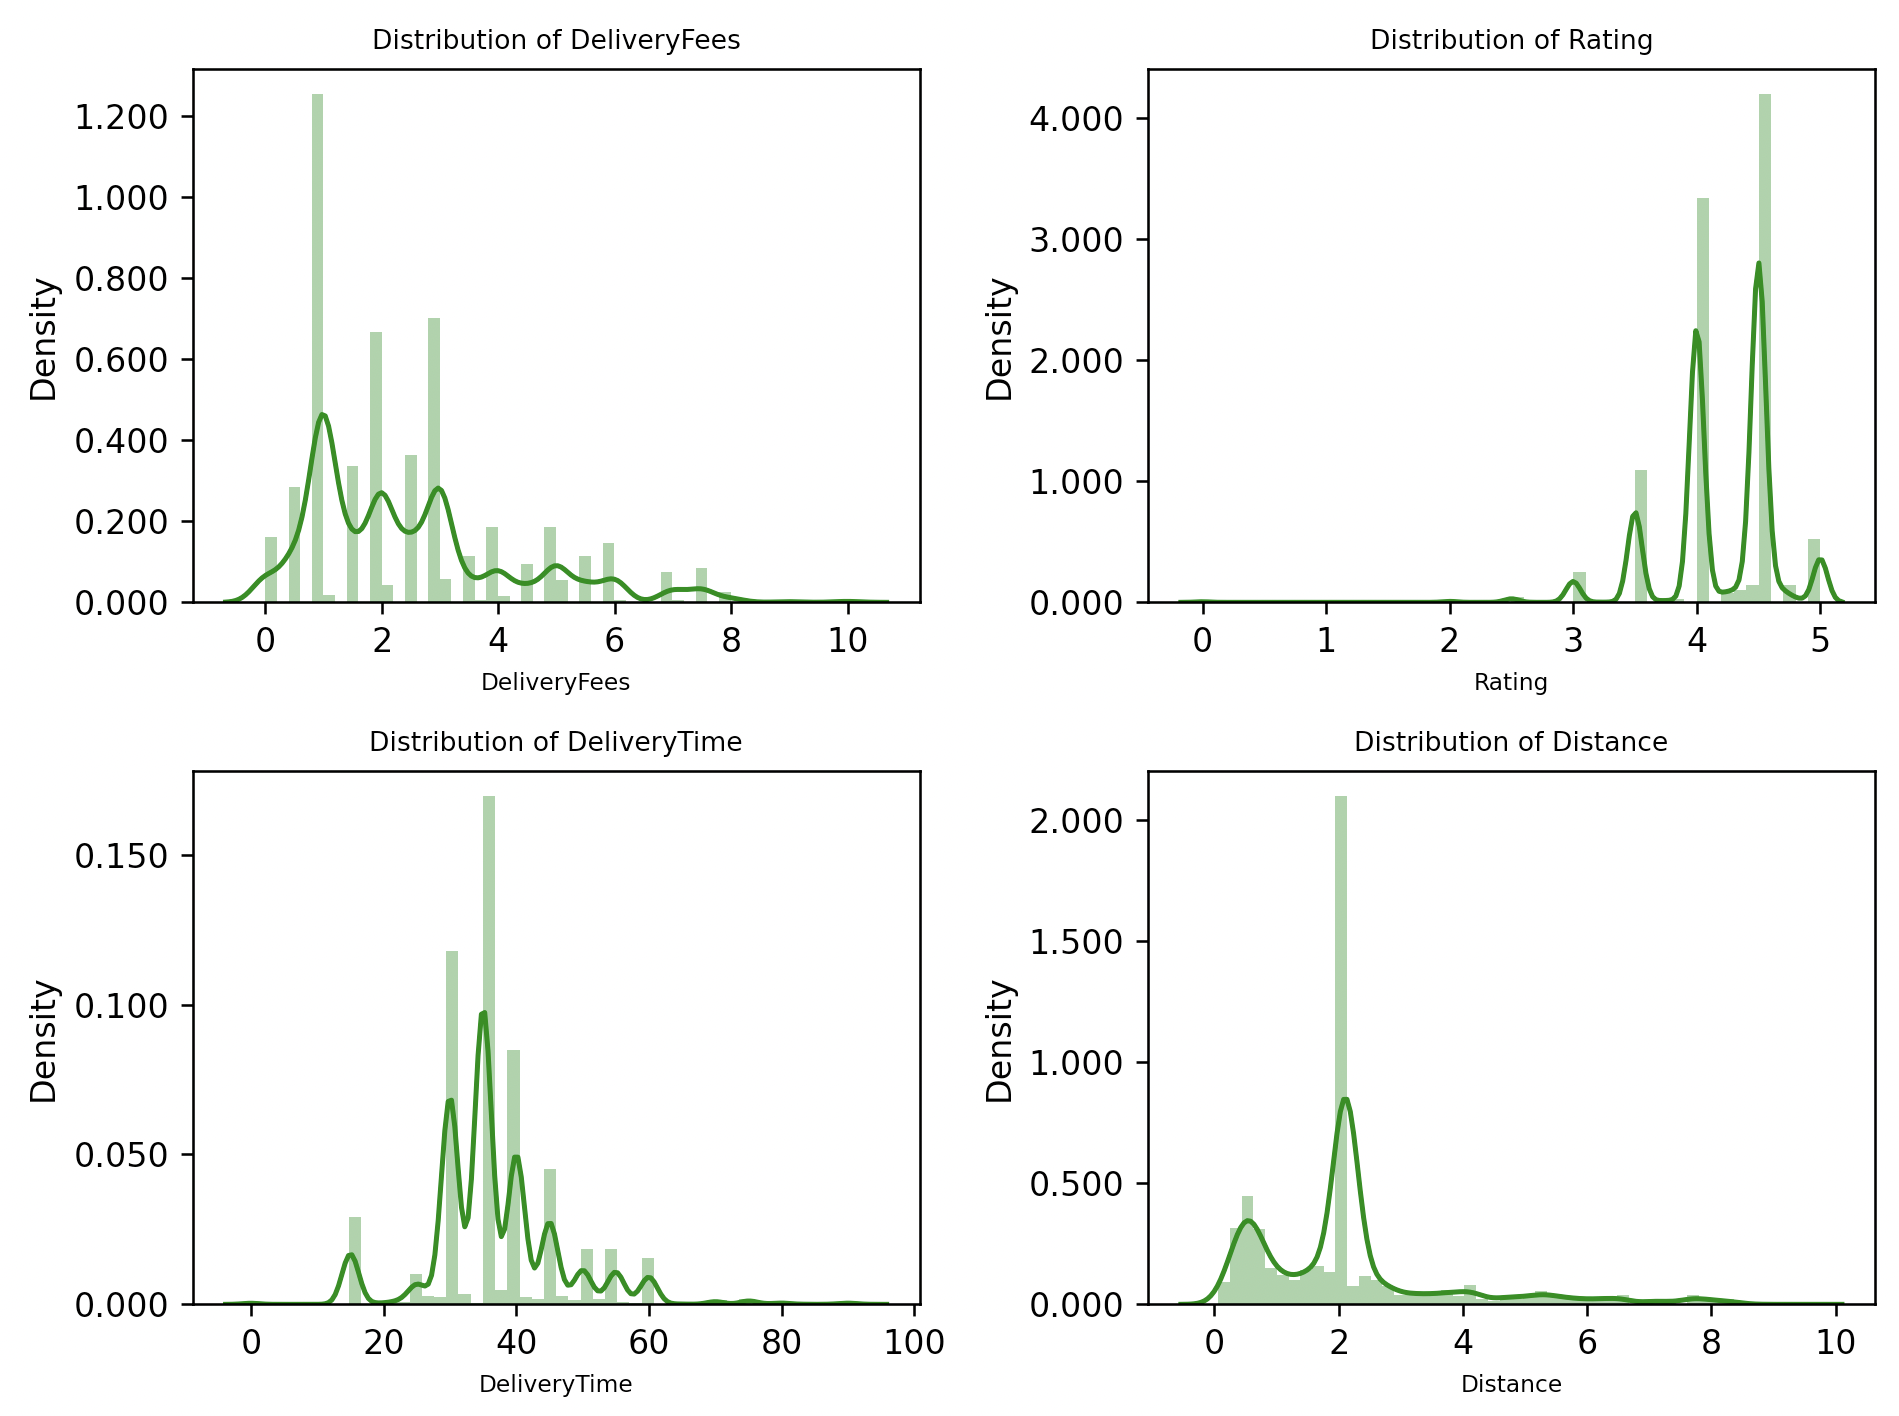 Distribution of DeliveryFees
Density
1.200
1.000
0.800
0.600
0.400
0.200
0.000
0 2 4 6 8 10
DeliveryFees
Distribution of Rating
Density
4.000
3.000
2.000
1.000
0.000
0 1 2 3 4 5
Rating
Distribution of DeliveryTime
Density
0.150
0.100
0.050
0.000
0 20 40 60 80 100
DeliveryTime
Distribution of Distance
Density
2.000
1.500
1.000
0.500
0.000
0 2 4 6 8 10
Distance